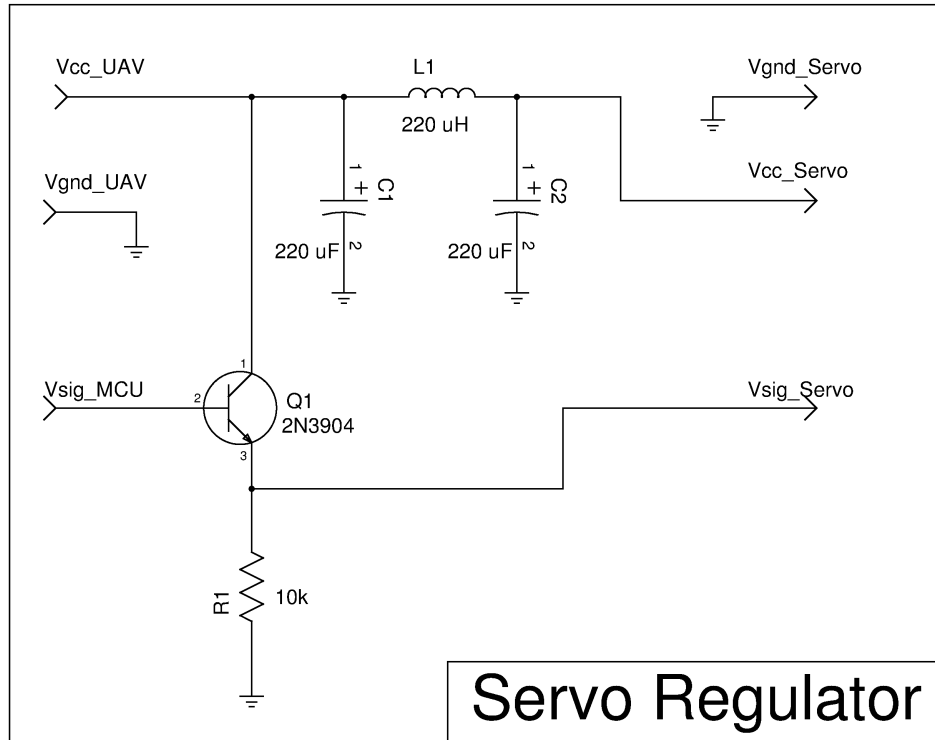 Vcc_UAV
L1
Vgnd_Servo
220 uH
Vgnd_UAV
Vcc_Servo
1
+
C1
1
+
C2
220 uF
2
220 uF
2
Vsig_MCU
1
2
Q1
2N3904
3
Vsig_Servo
R1
10k
Servo Regulator